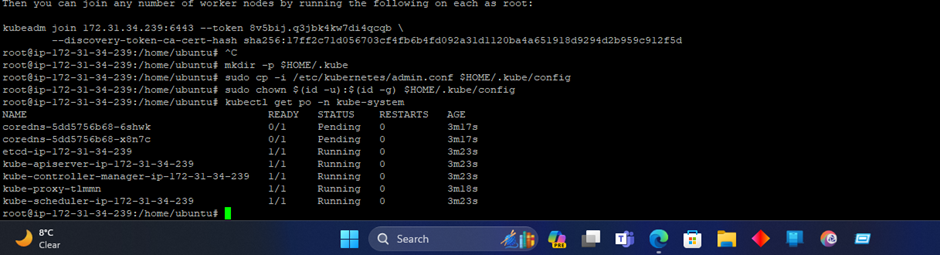 Then you can join any number of worker nodes by running the following on each as root:
kubeadm join 172.31.34.239:6443 --token 8v5bij.q3jbk4kw7di4qcqb \
--discovery-token-ca-cert-hash sha256:17ff2c71d056703cf4fb6b4fd092a31d1120ba4a651918d9294d2b959c912f5d
root@ip-172-31-34-239:/home/ubuntu# ^C
root@ip-172-31-34-239:/home/ubuntu# mkdir -p $HOME/.kube
root@ip-172-31-34-239:/home/ubuntu# sudo cp -i /etc/kubernetes/admin.conf $HOME/.kube/config
root@ip-172-31-34-239:/home/ubuntu# sudo chown $(id -u):$(id -g) $HOME/.kube/config
root@ip-172-31-34-239:/home/ubuntu# kubectl get po -n kube-system
NAME READY STATUS RESTARTS AGE
coredns-5dd5756b68-6shwk 0/1 Pending 0 3m17s
coredns-5dd5756b68-x8n7c 0/1 Pending 0 3m17s
etcd-ip-172-31-34-239 1/1 Running 0 3m23s
kube-apiserver-ip-172-31-34-239 1/1 Running 0 3m23s
kube-controller-manager-ip-172-31-34-239 1/1 Running 0 3m23s
kube-proxy-tlmmn 1/1 Running 0 3m18s
kube-scheduler-ip-172-31-34-239 1/1 Running 0 3m23s
root@ip-172-31-34-239:/home/ubuntu#
8°C
Clear
Search
PRE